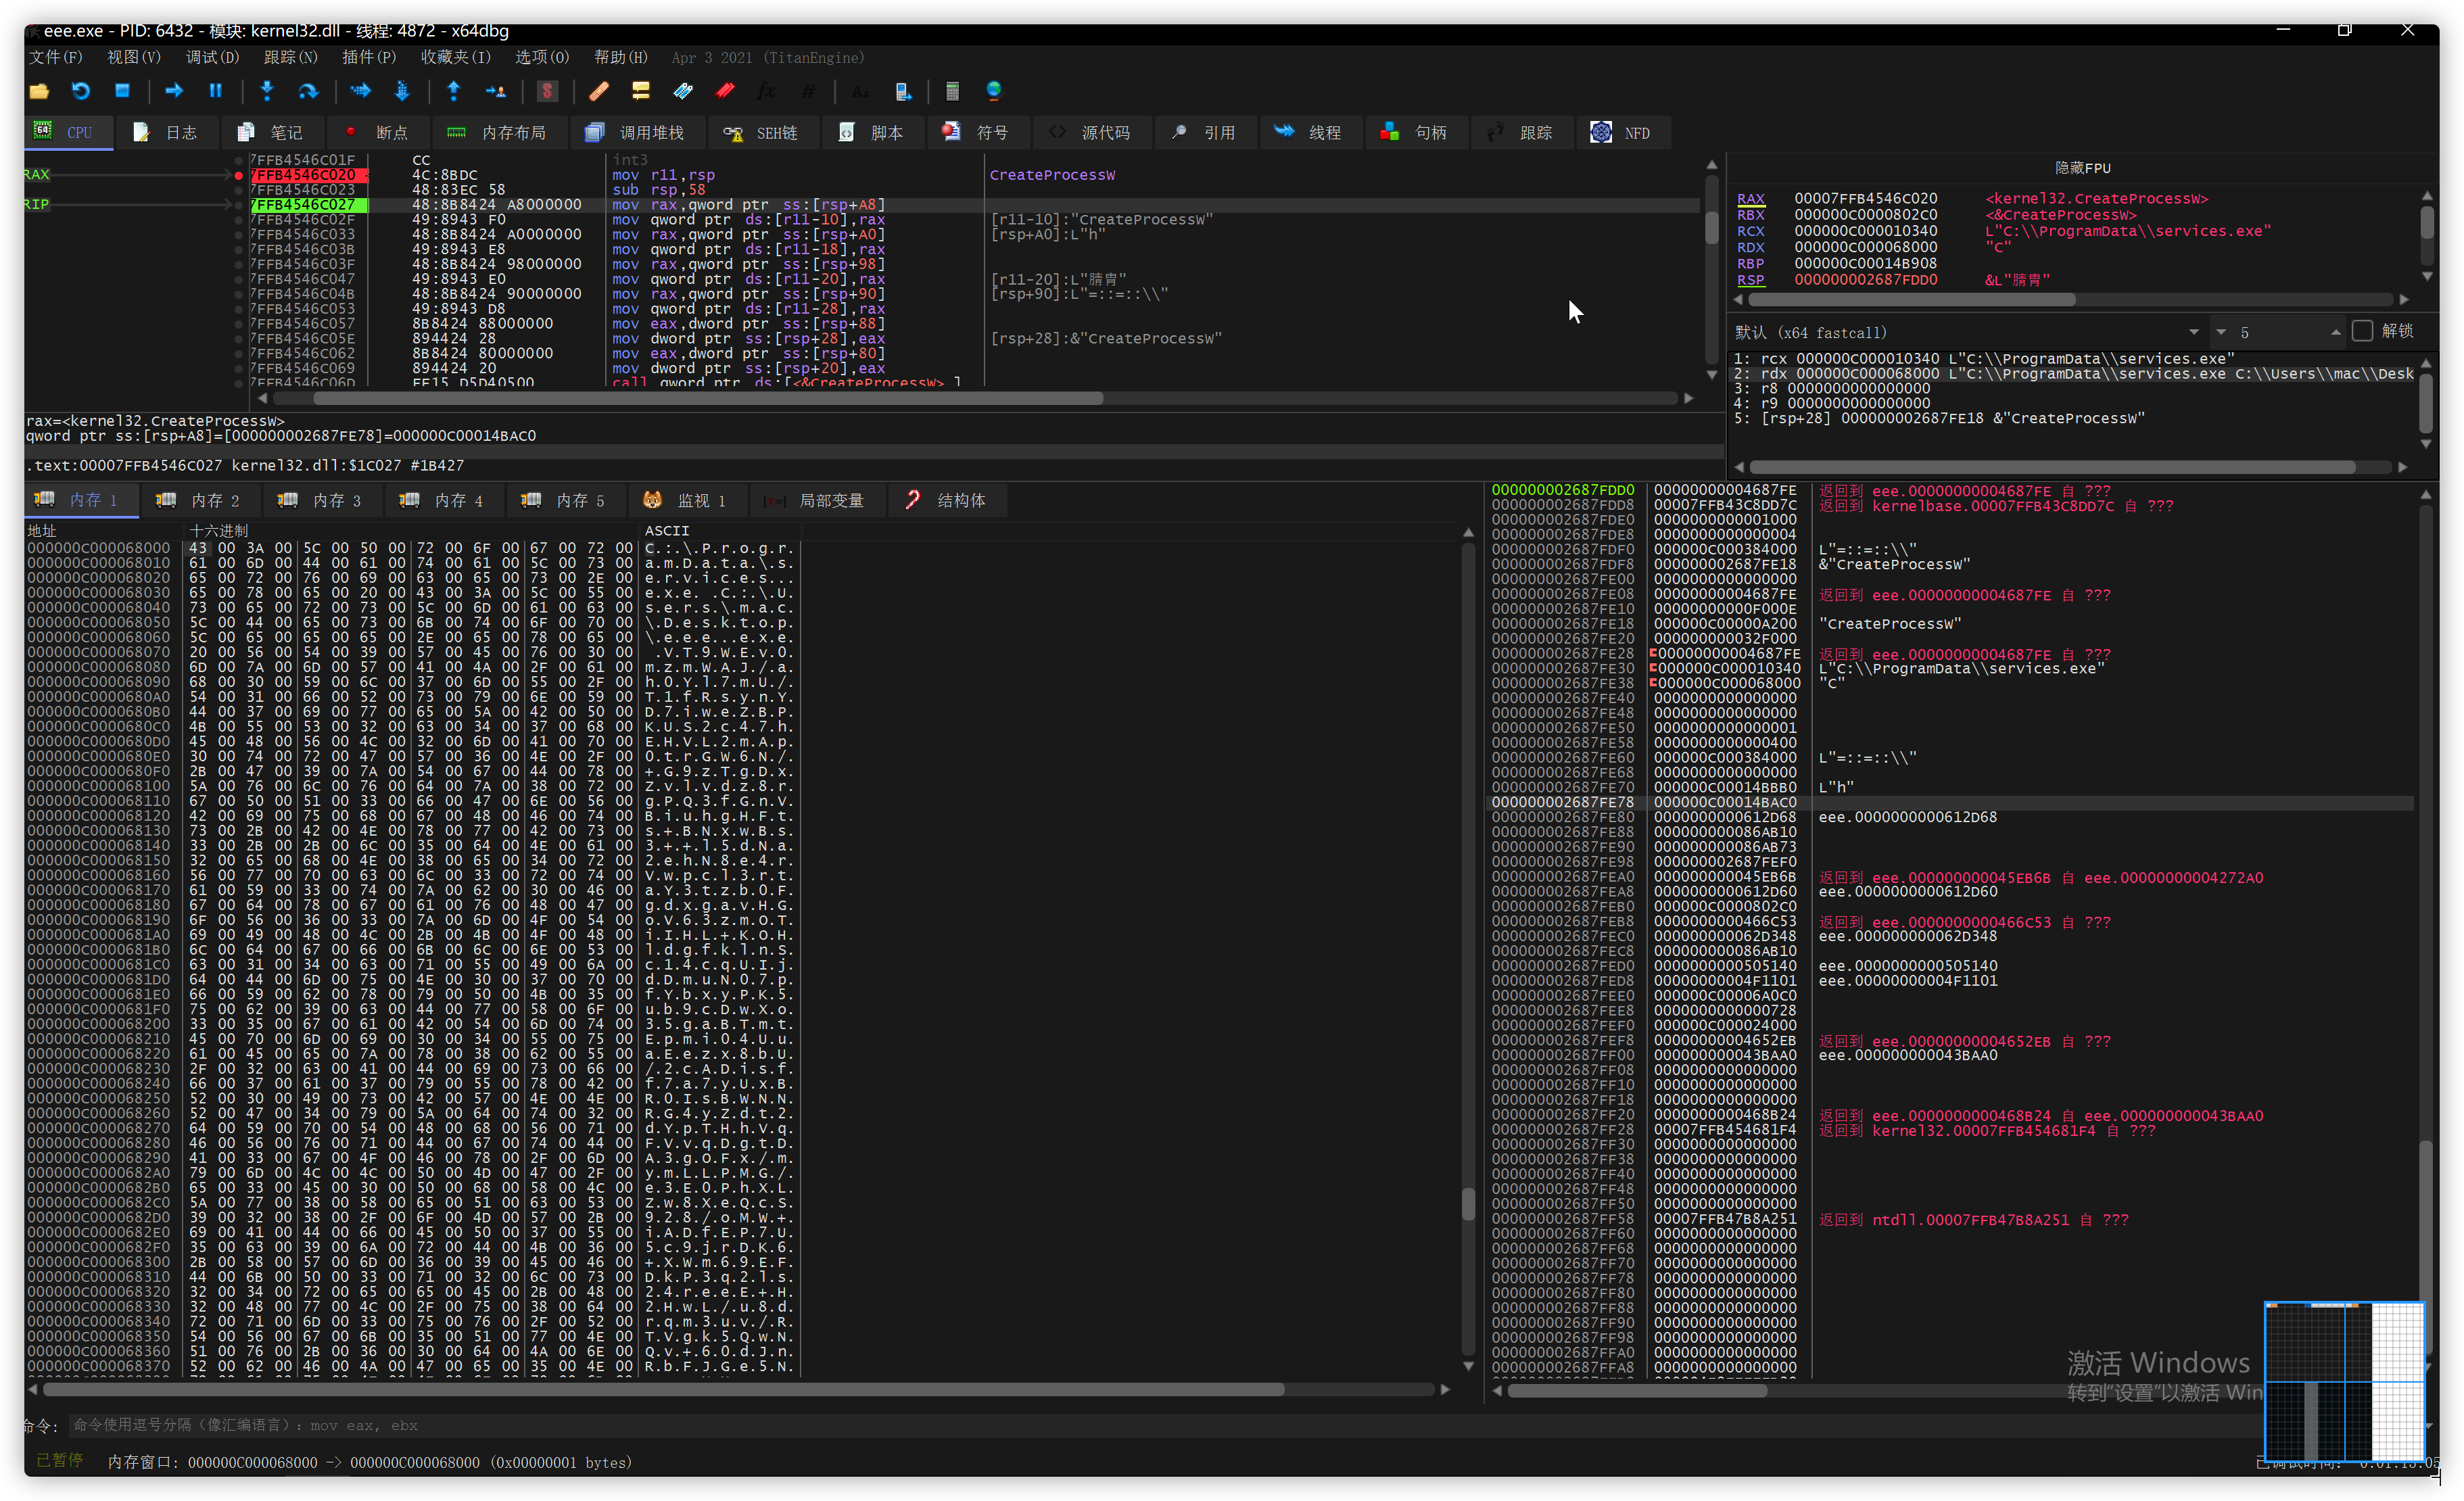 eee.exe - PID: 6432 - 模块: kernel32.dll - 线程: 4872 - x64dbg
文件(F) 视图(V) 调试(D) 跟踪(N) 插件(P) 收藏夹(I) 选项(O) 帮助(H) Apr 3 2021 (TitanEngine)
CPU 日志 笔记 断点 内存布局 调用堆栈 SEH链 脚本 符号 源代码 引用 线程 句柄 跟踪 NFD
7FFB4546C01F CC int3
RAX 7FFB4546C020 4C:8BDC mov r11,rsp CreateProcessW
7FFB4546C023 48:83EC 58 sub rsp,58
RIP 7FFB4546C027 48:8B8424 A8000000 mov rax,qword ptr ss:[rsp+A8]
7FFB4546C02F 49:8943 F0 mov qword ptr ds:[r11-10],rax [r11-10]:"CreateProcessW"
7FFB4546C033 48:8B8424 A0000000 mov rax,qword ptr ss:[rsp+A0] [rsp+A0]:L"h"
7FFB4546C03B 49:8943 E8 mov qword ptr ds:[r11-18],rax
7FFB4546C03F 48:8B8424 98000000 mov rax,qword ptr ss:[rsp+98]
7FFB4546C047 49:8943 E0 mov qword ptr ds:[r11-20],rax
7FFB4546C04B 48:8B8424 90000000 mov rax,qword ptr ss:[rsp+90] [rsp+90]:L"=::=::\\"
7FFB4546C053 49:8943 D8 mov qword ptr ds:[r11-28],rax
7FFB4546C057 8B8424 88000000 mov eax,dword ptr ss:[rsp+88]
7FFB4546C05E 894424 28 mov dword ptr ss:[rsp+28],eax [rsp+28]:&"CreateProcessW"
7FFB4546C062 8B8424 80000000 mov eax,dword ptr ss:[rsp+80]
7FFB4546C069 894424 20 mov dword ptr ss:[rsp+20],eax
7FFB4546C06D FF15 D5D40500 call qword ptr ds:[<&CreateProcessW>]
rax=<kernel32.CreateProcessW>
qword ptr ss:[rsp+A8]=[000000002687FE78]=000000C00014BAC0
.text:00007FFB4546C027 kernel32.dll:$1C027 #1B427
隐藏FPU
RAX 00007FFB4546C020 <kernel32.CreateProcessW>
RBX 000000C0000802C0 <&CreateProcessW>
RCX 000000C000010340 L"C:\\ProgramData\\services.exe"
RDX 000000C000068000 "C"
RBP 000000C00014B908
RSP 000000002687FDD0
默认 (x64 fastcall) 5 解锁
1: rcx 000000C000010340 L"C:\\ProgramData\\services.exe"
2: rdx 000000C000068000 L"C:\\ProgramData\\services.exe C:\\Users\\mac\\Desk
3: r8 0000000000000000
4: r9 0000000000000000
5: [rsp+28] 000000002687FE18 &"CreateProcessW"
内存 1 内存 2 内存 3 内存 4 内存 5 监视 1 局部变量 结构体
地址 十六进制 ASCII
000000C000068000 43 00 3A 00 5C 00 50 00 72 00 6F 00 67 00 72 00 C.:.\.P.r.o.g.r.
000000C000068010 61 00 6D 00 44 00 61 00 74 00 61 00 5C 00 73 00 a.m.D.a.t.a.\.s.
000000C000068020 65 00 72 00 76 00 69 00 63 00 65 00 73 00 2E 00 e.r.v.i.c.e.s...
000000C000068030 65 00 78 00 65 00 20 00 43 00 3A 00 5C 00 55 00 e.x.e. .C.:.\.U.
000000C000068040 73 00 65 00 72 00 73 00 5C 00 6D 00 61 00 63 00 s.e.r.s.\.m.a.c.
000000C000068050 5C 00 44 00 65 00 73 00 6B 00 74 00 6F 00 70 00 \.D.e.s.k.t.o.p.
000000C000068060 5C 00 65 00 65 00 65 00 2E 00 65 00 78 00 65 00 \.e.e.e...e.x.e.
000000C000068070 20 00 56 00 54 00 39 00 57 00 45 00 76 00 30 00 .V.T.9.W.E.v.0.
000000C000068080 6D 00 7A 00 6D 00 57 00 41 00 4A 00 2F 00 61 00 m.z.m.W.A.J./.a.
000000C000068090 68 00 30 00 59 00 6C 00 37 00 6D 00 55 00 2F 00 h.0.Y.l.7.m.U./.
000000C0000680A0 54 00 31 00 66 00 52 00 73 00 79 00 6E 00 59 00 T.1.f.R.s.y.n.Y.
000000C0000680B0 44 00 37 00 69 00 77 00 65 00 5A 00 42 00 50 00 D.7.i.w.e.Z.B.P.
000000C0000680C0 4B 00 55 00 53 00 32 00 63 00 34 00 37 00 68 00 K.U.S.2.c.4.7.h.
000000C0000680D0 45 00 48 00 56 00 4C 00 32 00 6D 00 41 00 70 00 E.H.V.L.2.m.A.p.
000000C0000680E0 30 00 74 00 72 00 47 00 57 00 36 00 4E 00 2F 00 0.t.r.G.W.6.N./.
000000C0000680F0 2B 00 47 00 39 00 7A 00 54 00 67 00 44 00 78 00 +.G.9.z.T.g.D.x.
000000C000068100 5A 00 76 00 6C 00 76 00 64 00 7A 00 38 00 72 00 Z.v.l.v.d.z.8.r.
000000C000068110 67 00 50 00 51 00 33 00 66 00 47 00 6E 00 56 00 g.P.Q.3.f.G.n.V.
000000C000068120 42 00 69 00 75 00 68 00 67 00 48 00 46 00 74 00 B.i.u.h.g.H.F.t.
000000C000068130 73 00 2B 00 42 00 4E 00 78 00 77 00 42 00 73 00 s.+.B.N.x.w.B.s.
000000C000068140 33 00 2B 00 2B 00 6C 00 35 00 64 00 4E 00 61 00 3.+.+.l.5.d.N.a.
000000C000068150 32 00 65 00 68 00 4E 00 38 00 65 00 34 00 72 00 2.e.h.N.8.e.4.r.
000000C000068160 56 00 77 00 70 00 63 00 6C 00 33 00 72 00 74 00 V.w.p.c.l.3.r.t.
000000C000068170 61 00 59 00 33 00 74 00 7A 00 62 00 30 00 46 00 a.Y.3.t.z.b.0.F.
000000C000068180 67 00 64 00 78 00 67 00 61 00 76 00 48 00 47 00 g.d.x.g.a.v.H.G.
000000C000068190 6F 00 56 00 36 00 33 00 7A 00 6D 00 4F 00 54 00 o.V.6.3.z.m.O.T.
000000C0000681A0 69 00 49 00 48 00 4C 00 2B 00 4B 00 4F 00 48 00 i.I.H.L.+.K.O.H.
000000C0000681B0 6C 00 64 00 67 00 66 00 6B 00 6C 00 6E 00 53 00 l.d.g.f.k.l.n.S.
000000C0000681C0 63 00 31 00 34 00 63 00 71 00 55 00 49 00 6A 00 c.1.4.c.q.U.I.j.
000000C0000681D0 64 00 44 00 6D 00 75 00 4E 00 30 00 37 00 70 00 d.D.m.u.N.0.7.p.
000000C0000681E0 66 00 59 00 62 00 78 00 79 00 50 00 4B 00 35 00 f.Y.b.x.y.P.K.5.
000000C0000681F0 75 00 62 00 39 00 63 00 44 00 77 00 58 00 6F 00 u.b.9.c.D.w.X.o.
000000C000068200 33 00 35 00 67 00 61 00 42 00 54 00 6D 00 74 00 3.5.g.a.B.T.m.t.
000000C000068210 45 00 70 00 6D 00 69 00 30 00 34 00 55 00 75 00 E.p.m.i.0.4.U.u.
000000C000068220 61 00 45 00 65 00 7A 00 78 00 38 00 62 00 55 00 a.E.e.z.x.8.b.U.
000000C000068230 2F 00 32 00 63 00 41 00 44 00 69 00 73 00 66 00 /.2.c.A.D.i.s.f.
000000C000068240 66 00 37 00 61 00 37 00 79 00 55 00 78 00 42 00 f.7.a.7.y.U.x.B.
000000C000068250 52 00 30 00 49 00 73 00 42 00 57 00 4E 00 4E 00 R.0.I.s.B.W.N.N.
000000C000068260 52 00 47 00 34 00 79 00 5A 00 64 00 74 00 32 00 R.G.4.y.Z.d.t.2.
000000C000068270 64 00 59 00 70 00 54 00 48 00 68 00 56 00 71 00 d.Y.p.T.H.h.V.q.
000000C000068280 46 00 56 00 76 00 71 00 44 00 67 00 74 00 44 00 F.V.v.q.D.g.t.D.
000000C000068290 41 00 33 00 67 00 4F 00 46 00 78 00 2F 00 6D 00 A.3.g.O.F.x./.m.
000000C0000682A0 79 00 6D 00 4C 00 4C 00 50 00 4D 00 47 00 2F 00 y.m.L.L.P.M.G./.
000000C0000682B0 65 00 33 00 45 00 30 00 50 00 68 00 58 00 4C 00 e.3.E.0.P.h.X.L.
000000C0000682C0 5A 00 77 00 38 00 58 00 65 00 51 00 63 00 53 00 Z.w.8.X.e.Q.c.S.
000000C0000682D0 39 00 32 00 38 00 2F 00 6F 00 4D 00 57 00 2B 00 9.2.8./.o.M.W.+.
000000C0000682E0 69 00 41 00 44 00 66 00 45 00 50 00 37 00 55 00 i.A.D.f.E.P.7.U.
000000C0000682F0 35 00 63 00 39 00 6A 00 72 00 44 00 4B 00 36 00 5.c.9.j.r.D.K.6.
000000C000068300 2B 00 58 00 57 00 6D 00 36 00 39 00 45 00 46 00 +.X.W.m.6.9.E.F.
000000C000068310 44 00 6B 00 50 00 33 00 71 00 32 00 6C 00 73 00 D.k.P.3.q.2.l.s.
000000C000068320 32 00 34 00 72 00 65 00 65 00 45 00 2B 00 48 00 2.4.r.e.e.E.+.H.
000000C000068330 32 00 48 00 77 00 4C 00 2F 00 75 00 38 00 64 00 2.H.w.L./.u.8.d.
000000C000068340 72 00 71 00 6D 00 33 00 75 00 76 00 2F 00 52 00 r.q.m.3.u.v./.R.
000000C000068350 54 00 56 00 67 00 6B 00 35 00 51 00 77 00 4E 00 T.V.g.k.5.Q.w.N.
000000C000068360 51 00 76 00 2B 00 36 00 30 00 64 00 4A 00 6E 00 Q.v.+.6.0.d.J.n.
000000C000068370 52 00 62 00 46 00 4A 00 47 00 65 00 35 00 4E 00 R.b.F.J.G.e.5.N.
000000002687FDD0 00000000004687FE 返回到 eee.00000000004687FE 自 ???
000000002687FDD8 00007FFB43C8DD7C 返回到 kernelbase.00007FFB43C8DD7C 自 ???
000000002687FDE0 0000000000001000
000000002687FDE8 0000000000000004
000000002687FDF0 000000C000384000 L"=::=::\\"
000000002687FDF8 000000002687FE18 &"CreateProcessW"
000000002687FE00 0000000000000000
000000002687FE08 00000000004687FE 返回到 eee.00000000004687FE 自 ???
000000002687FE10 00000000000F000E
000000002687FE18 000000C00000A200 "CreateProcessW"
000000002687FE20 000000000032F000
000000002687FE28 00000000004687FE 返回到 eee.00000000004687FE 自 ???
000000002687FE30 000000C000010340 L"C:\\ProgramData\\services.exe"
000000002687FE38 000000C000068000 "C"
000000002687FE40 0000000000000000
000000002687FE48 0000000000000000
000000002687FE50 0000000000000001
000000002687FE58 0000000000000400
000000002687FE60 000000C000384000 L"=::=::\\"
000000002687FE68 0000000000000000
000000002687FE70 000000C00014BBB0 L"h"
000000002687FE78 000000C00014BAC0
000000002687FE80 0000000000612D68 eee.0000000000612D68
000000002687FE88 000000000086AB10
000000002687FE90 000000000086AB73
000000002687FE98 000000002687FEF0
000000002687FEA0 000000000045EB6B 返回到 eee.000000000045EB6B 自 eee.00000000004272A0
000000002687FEA8 0000000000612D60 eee.0000000000612D60
000000002687FEB0 000000C0000802C0
000000002687FEB8 0000000000466C53 返回到 eee.0000000000466C53 自 ???
000000002687FEC0 000000000062D348 eee.000000000062D348
000000002687FEC8 000000000086AB10
000000002687FED0 0000000000505140 eee.0000000000505140
000000002687FED8 00000000004F1101 eee.00000000004F1101
000000002687FEE0 000000C00006A0C0
000000002687FEE8 0000000000000728
000000002687FEF0 000000C000024000
000000002687FEF8 00000000004652EB 返回到 eee.00000000004652EB 自 ???
000000002687FF00 000000000043BAA0 eee.000000000043BAA0
000000002687FF08 0000000000000000
000000002687FF10 0000000000000000
000000002687FF18 0000000000000000
000000002687FF20 0000000000468B24 返回到 eee.0000000000468B24 自 eee.000000000043BAA0
000000002687FF28 00007FFB454681F4 返回到 kernel32.00007FFB454681F4 自 ???
000000002687FF30 0000000000000000
000000002687FF38 0000000000000000
000000002687FF40 0000000000000000
000000002687FF48 0000000000000000
000000002687FF50 0000000000000000
000000002687FF58 00007FFB47B8A251 返回到 ntdll.00007FFB47B8A251 自 ???
000000002687FF60 0000000000000000
000000002687FF68 0000000000000000
000000002687FF70 0000000000000000
000000002687FF78 0000000000000000
000000002687FF80 0000000000000000
000000002687FF88 0000000000000000
000000002687FF90 0000000000000000
000000002687FF98 0000000000000000
000000002687FFA0 0000000000000000
000000002687FFA8 0000000000000000
激活 Windows
转到"设置"以激活 Win
命令: 命令使用逗号分隔（像汇编语言）: mov eax, ebx
已暂停 内存窗口: 000000C000068000 -> 000000C000068000 (0x00000001 bytes)